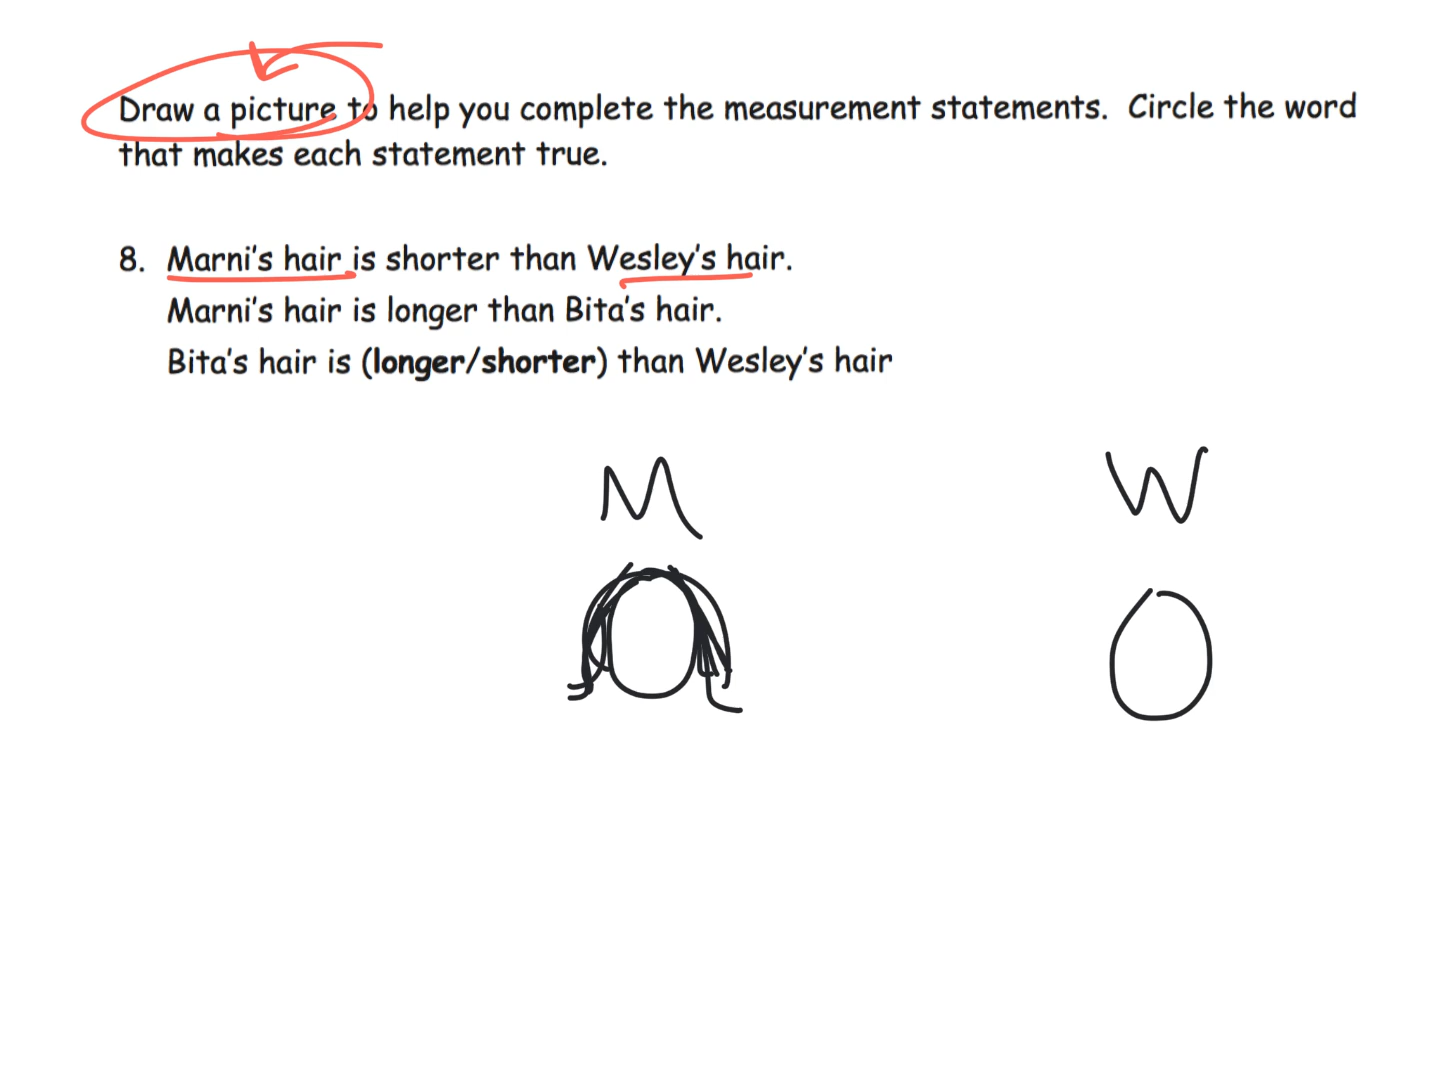 Draw a picture to help you complete the measurement statements. Circle the word
that makes each statement true.
8. Marni's hair is shorter than Wesley's hair.
Marni's hair is longer than Bita's hair.
Bita's hair is (longer/shorter) than Wesley's hair
M W